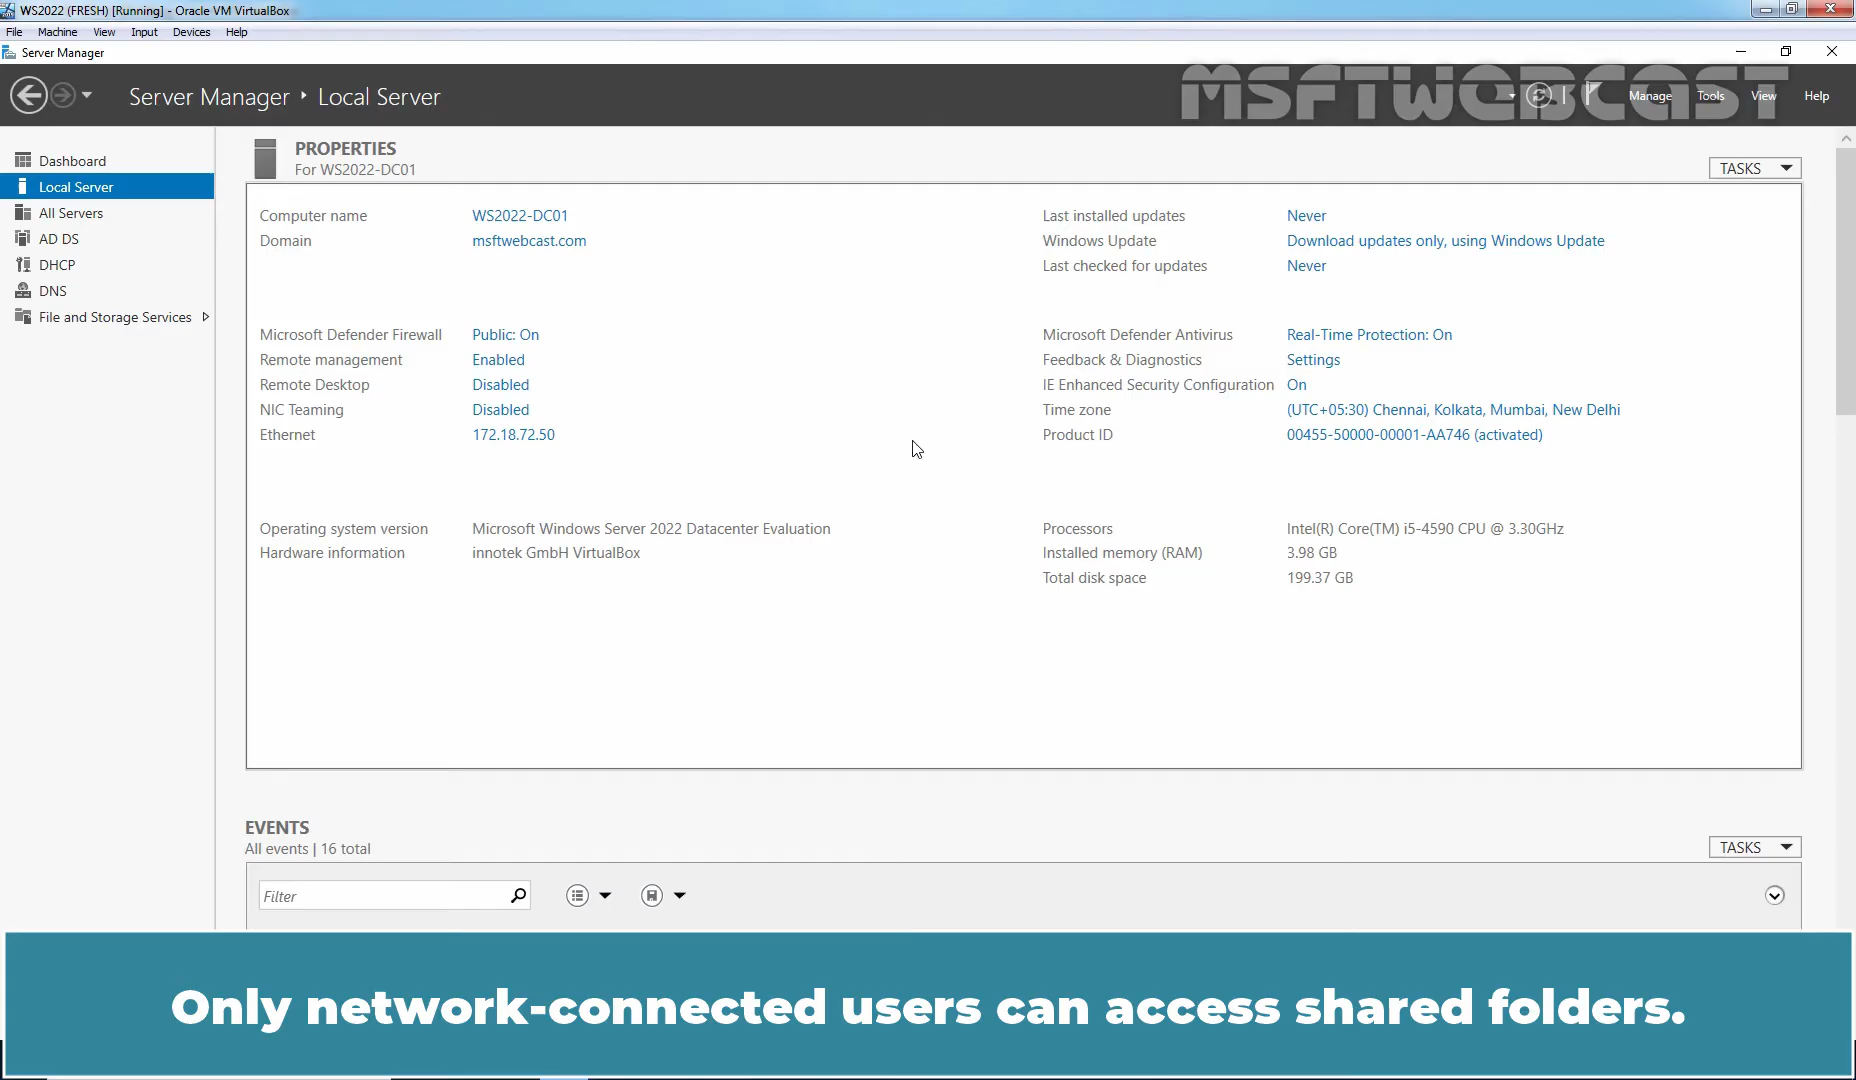 WS2022 (FRESH) [Running] - Oracle VM VirtualBox
File Machine View Input Devices Help
Server Manager
Server Manager Local Server
MSFTWEBCAST
Manage Tools View Help
Dashboard
Local Server
All Servers
AD DS
DHCP
DNS
File and Storage Services
PROPERTIES
For WS2022-DC01
TASKS
Computer name WS2022-DC01
Domain msftwebcast.com
Last installed updates Never
Windows Update Download updates only, using Windows Update
Last checked for updates Never
Microsoft Defender Firewall Public: On
Remote management Enabled
Remote Desktop Disabled
NIC Teaming Disabled
Ethernet 172.18.72.50
Microsoft Defender Antivirus Real-Time Protection: On
Feedback & Diagnostics Settings
IE Enhanced Security Configuration On
Time zone (UTC+05:30) Chennai, Kolkata, Mumbai, New Delhi
Product ID 00455-50000-00001-AA746 (activated)
Operating system version Microsoft Windows Server 2022 Datacenter Evaluation
Hardware information innotek GmbH VirtualBox
Processors Intel(R) Core(TM) i5-4590 CPU @ 3.30GHz
Installed memory (RAM) 3.98 GB
Total disk space 199.37 GB
EVENTS
All events | 16 total
TASKS
Filter
Only network-connected users can access shared folders.